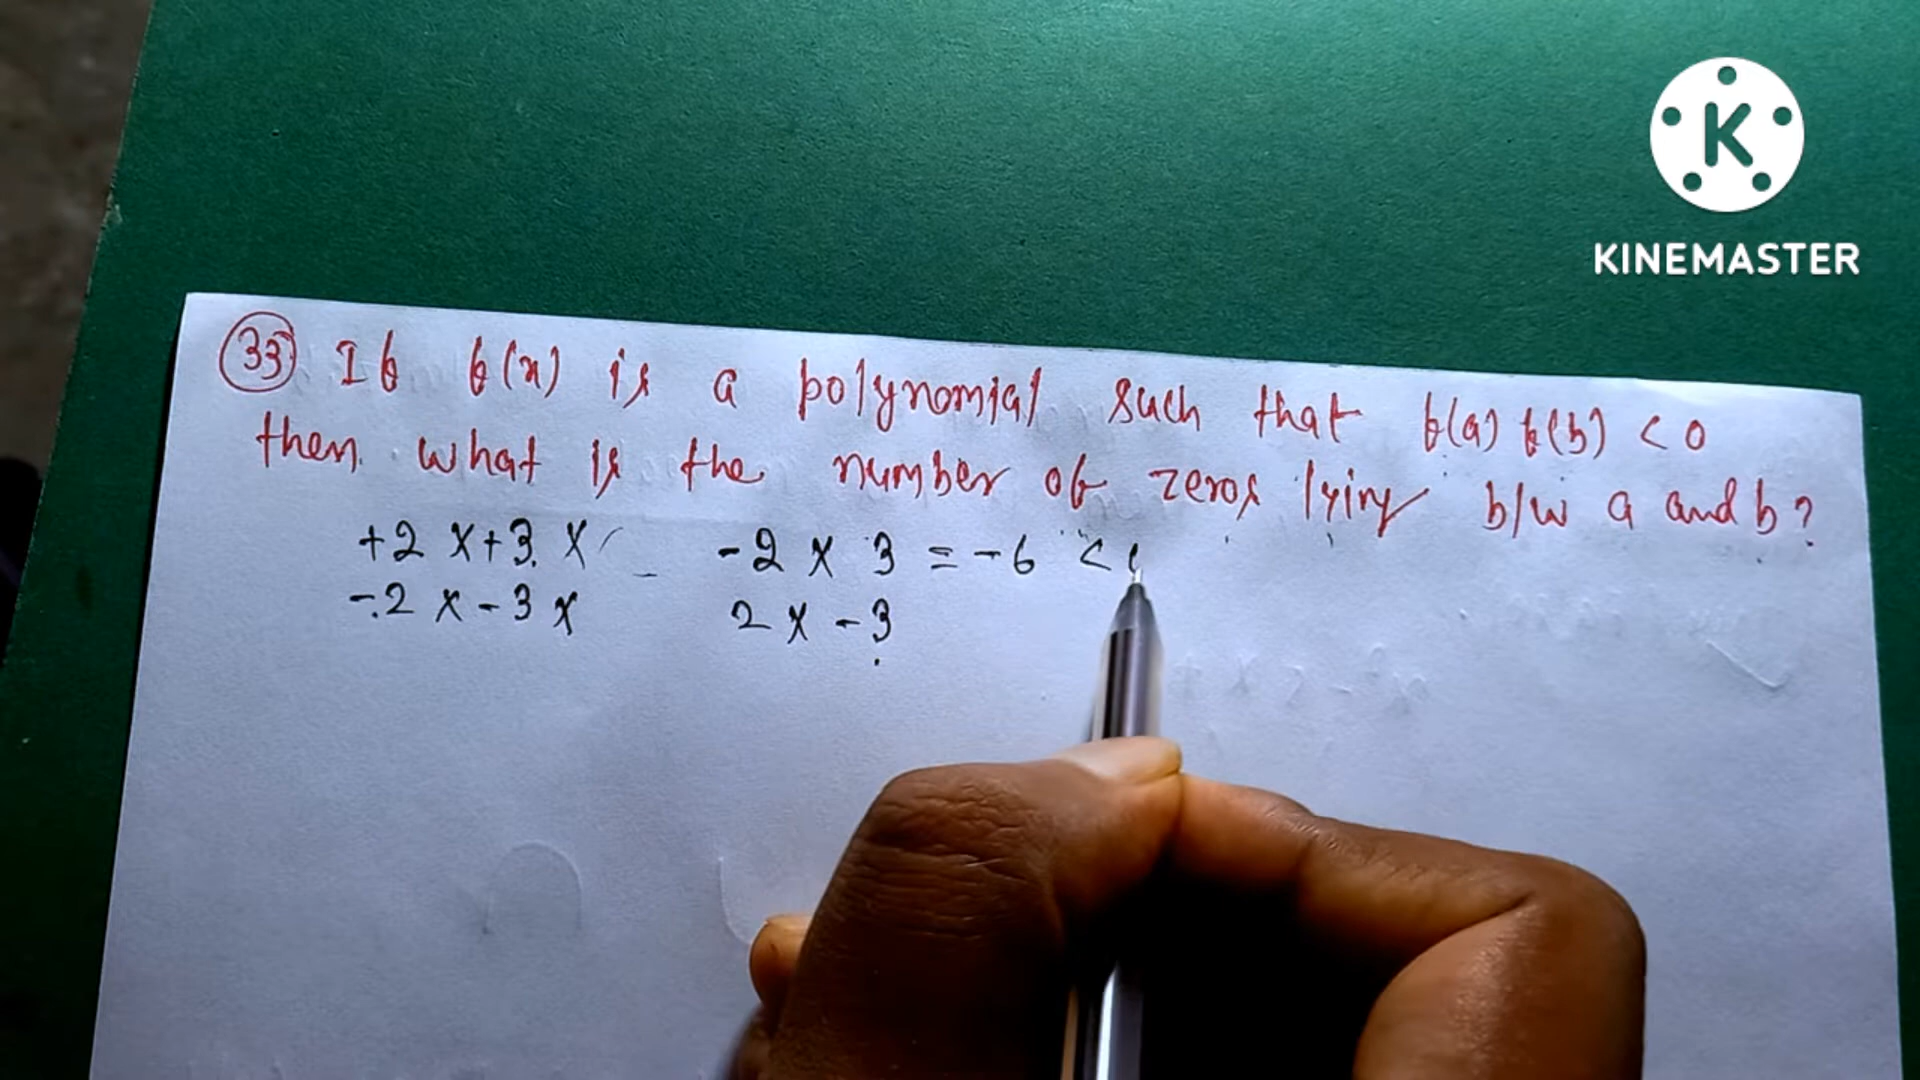 K
KINEMASTER
33 If f(x) is a polynomial such that f(a) f(b) < 0
then what is the number of zeros lying b/w a and b?
+2 x +3 x
-2 x 3 = -6 < 0
-2 x -3 x
2 x -3